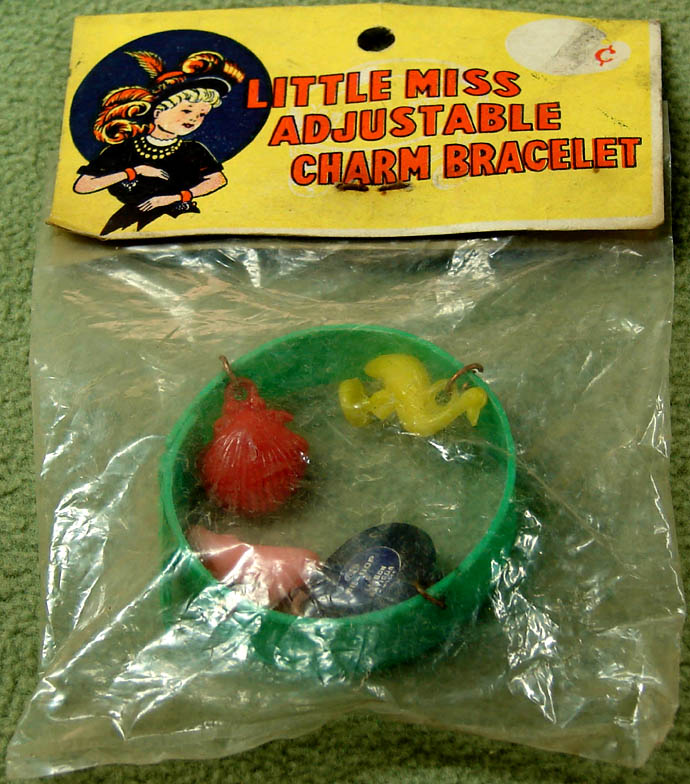 LITTLE MISS
ADJUSTABLE
CHARM BRACELET
¢